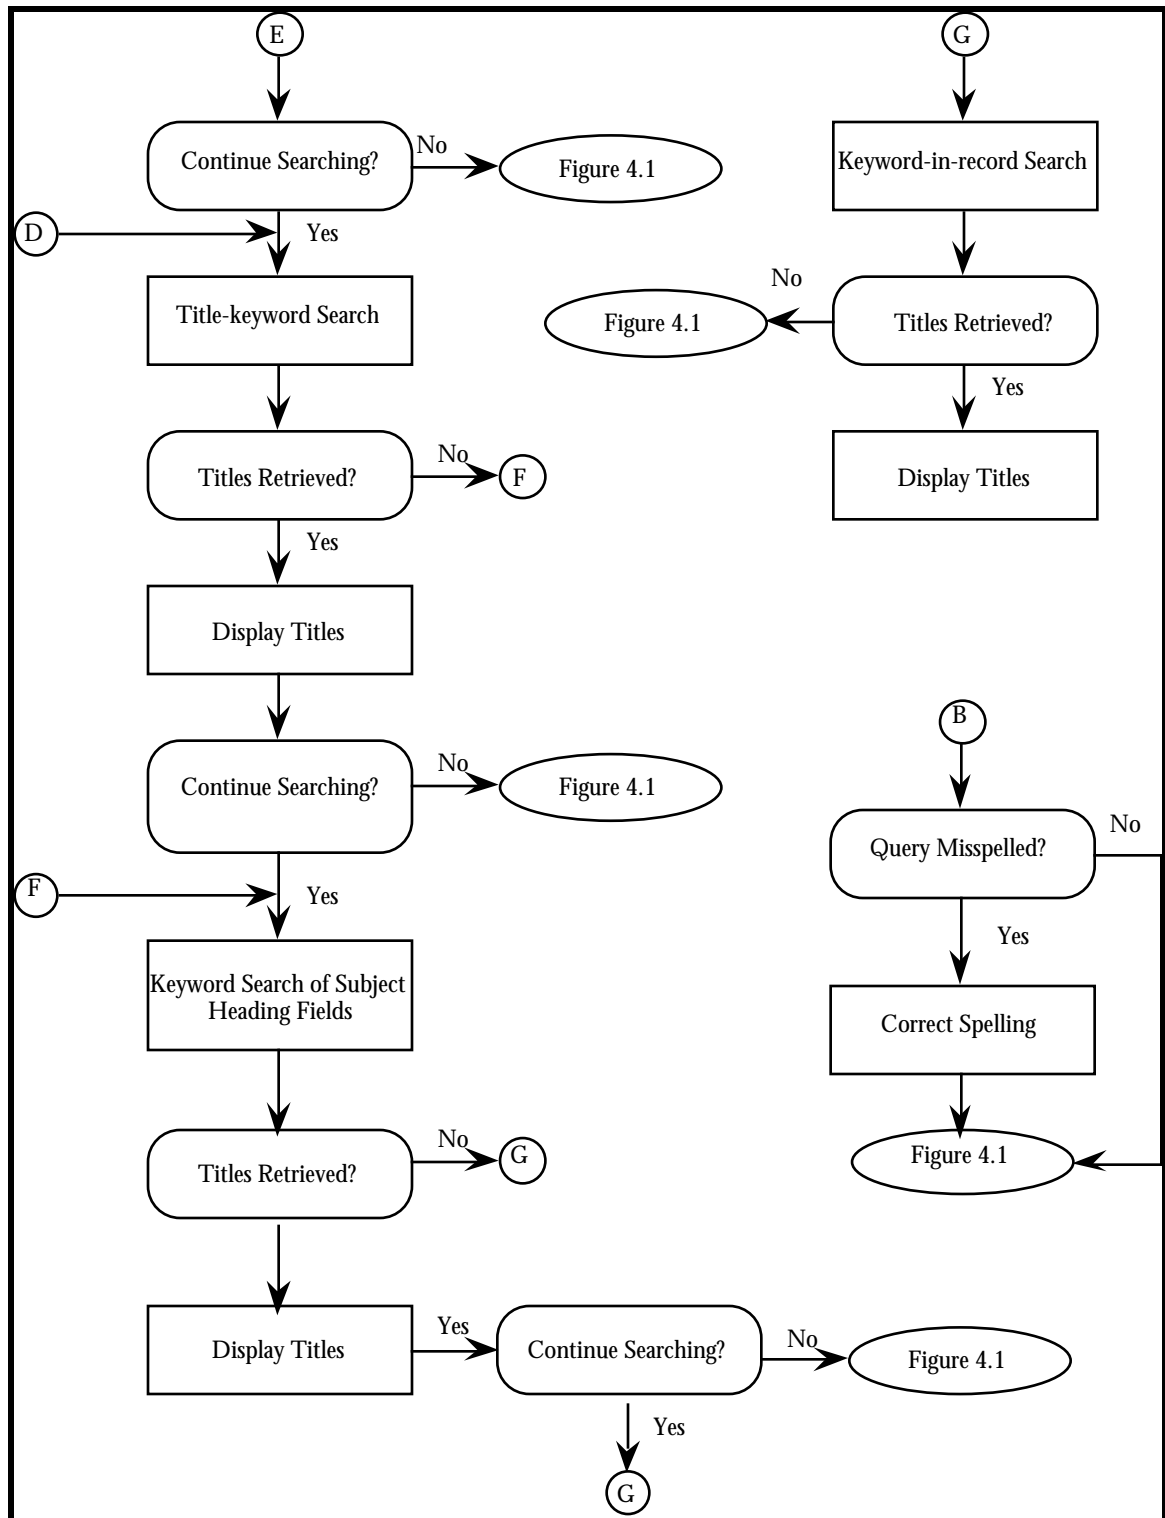 E
Continue Searching?
No
Figure 4.1
D
Yes
Title-keyword Search
Titles Retrieved?
No
F
Yes
Display Titles
Continue Searching?
No
Figure 4.1
F
Yes
Keyword Search of Subject
Heading Fields
Titles Retrieved?
No
G
Display Titles
Yes
Continue Searching?
No
Figure 4.1
Yes
G
G
Keyword-in-record Search
No
Figure 4.1
Titles Retrieved?
Yes
Display Titles
B
Query Misspelled?
No
Yes
Correct Spelling
Figure 4.1